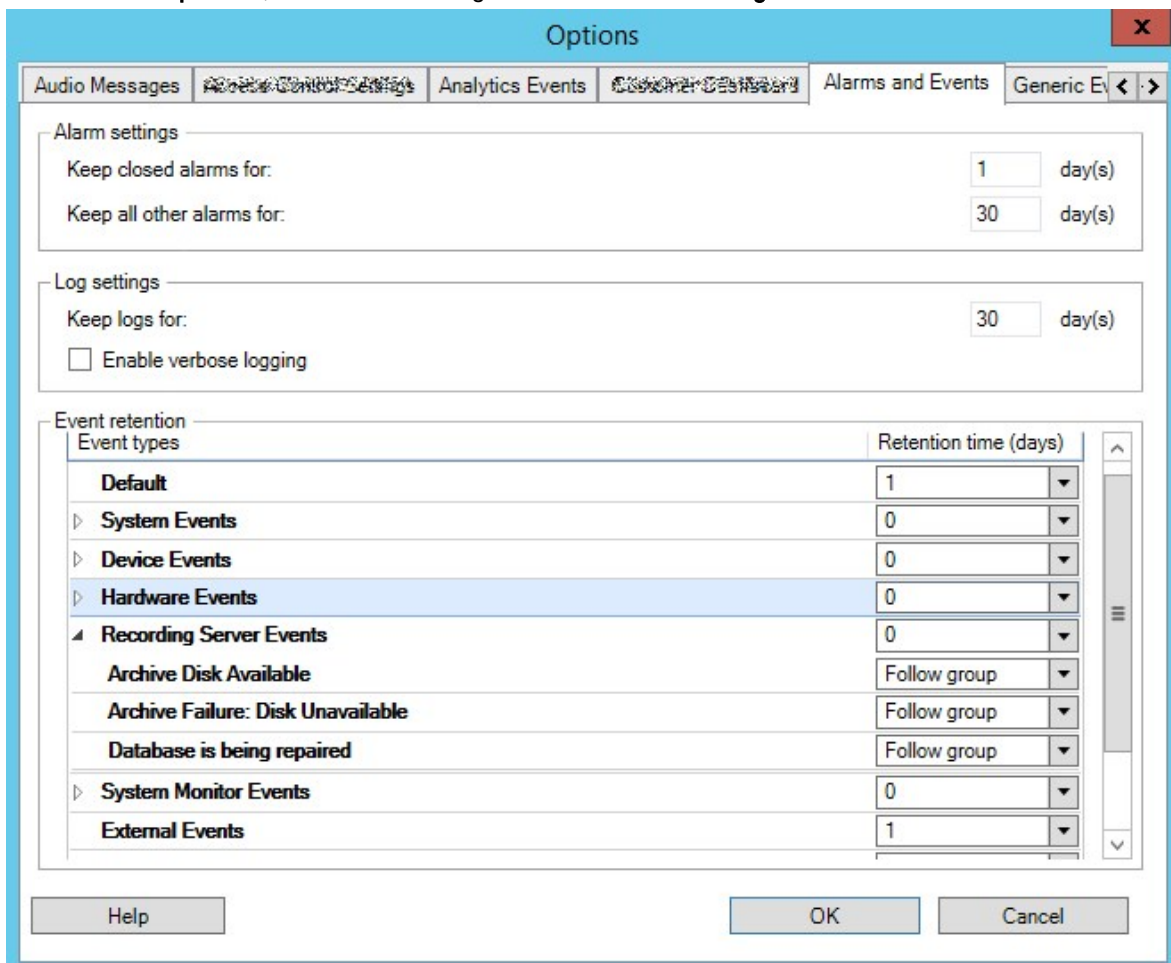 Options
x
Audio Messages Analytics Events Alarms and Events Generic Ev
Alarm settings
Keep closed alarms for: 1 day(s)
Keep all other alarms for: 30 day(s)
Log settings
Keep logs for: 30 day(s)
Enable verbose logging
Event retention
Event types Retention time (days)
Default 1
System Events 0
Device Events 0
Hardware Events 0
Recording Server Events 0
Archive Disk Available Follow group
Archive Failure: Disk Unavailable Follow group
Database is being repaired Follow group
System Monitor Events 0
External Events 1
Help OK Cancel